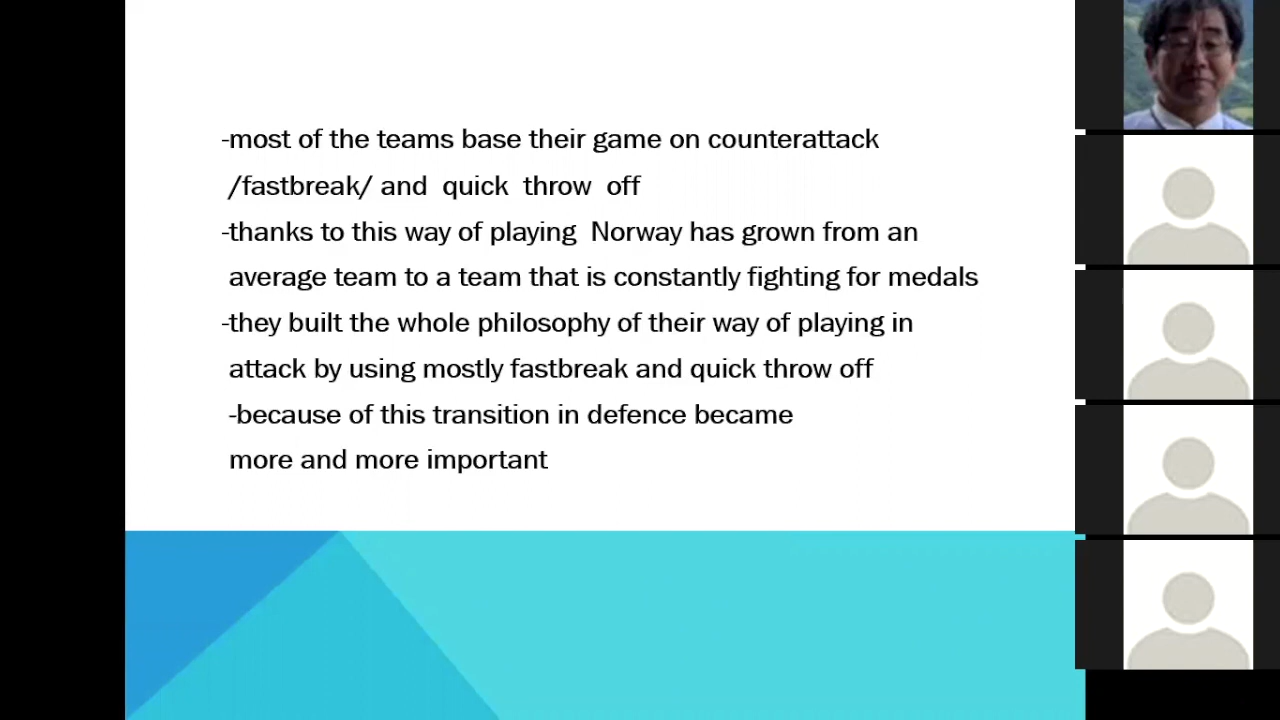 -most of the teams base their game on counterattack
/fastbreak/ and  quick  throw  off
-thanks to this way of playing  Norway has grown from an
average team to a team that is constantly fighting for medals
-they built the whole philosophy of their way of playing in
attack by using mostly fastbreak and quick throw off
-because of this transition in defence became
more and more important